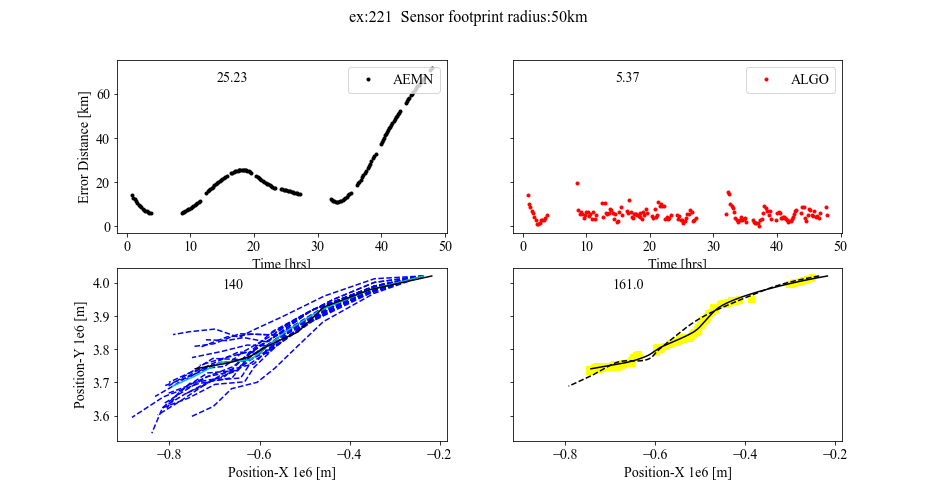 ex:221  Sensor footprint radius:50km
25.23
AEMN
5.37
ALGO
Error Distance [km]
60
40
20
0
0 10 20 30 40 50
0 10 20 30 40 50
Time [hrs]
Time [hrs]
140
161.0
Position-Y 1e6 [m]
4.0
3.9
3.8
3.7
3.6
−0.8 −0.6 −0.4 −0.2
−0.8 −0.6 −0.4 −0.2
Position-X 1e6 [m]
Position-X 1e6 [m]